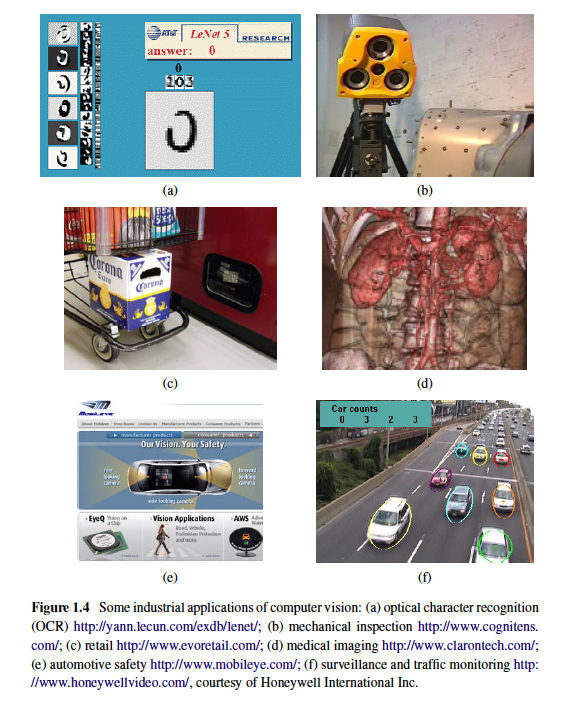 AT&T LeNet 5 RESEARCH
answer: 0
0
103
(a)
(b)
Corona
Extra
Corona
(c)
(d)
MOBILEYE
manufacturer products
consumer products
Our Vision. Your Safety.
rear looking camera
forward looking camera
side looking camera
EyeQ Vision on a Chip
Vision Applications
Road, Vehicle, Pedestrian Protection and more
AWS
(e)
Car counts
0 3 2 3
(f)
Figure 1.4 Some industrial applications of computer vision: (a) optical character recognition
(OCR) http://yann.lecun.com/exdb/lenet/; (b) mechanical inspection http://www.cognitens.
com/; (c) retail http://www.evoretail.com/; (d) medical imaging http://www.clarontech.com/;
(e) automotive safety http://www.mobileye.com/; (f) surveillance and traffic monitoring http:
//www.honeywellvideo.com/, courtesy of Honeywell International Inc.